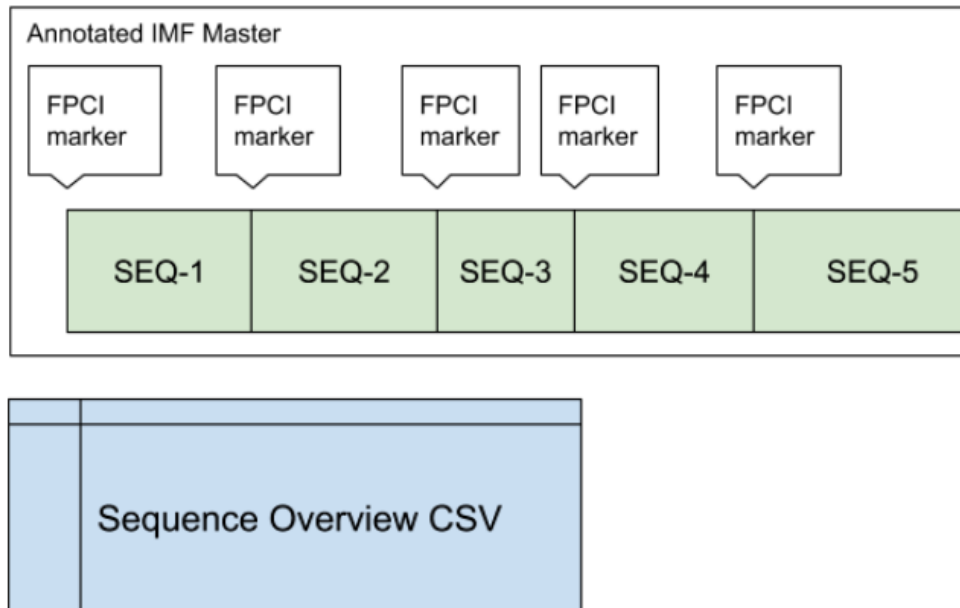 Annotated IMF Master
FPCI
marker
FPCI
marker
FPCI
marker
FPCI
marker
FPCI
marker
SEQ-1
SEQ-2
SEQ-3
SEQ-4
SEQ-5
Sequence Overview CSV